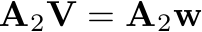 A₂V = A₂w